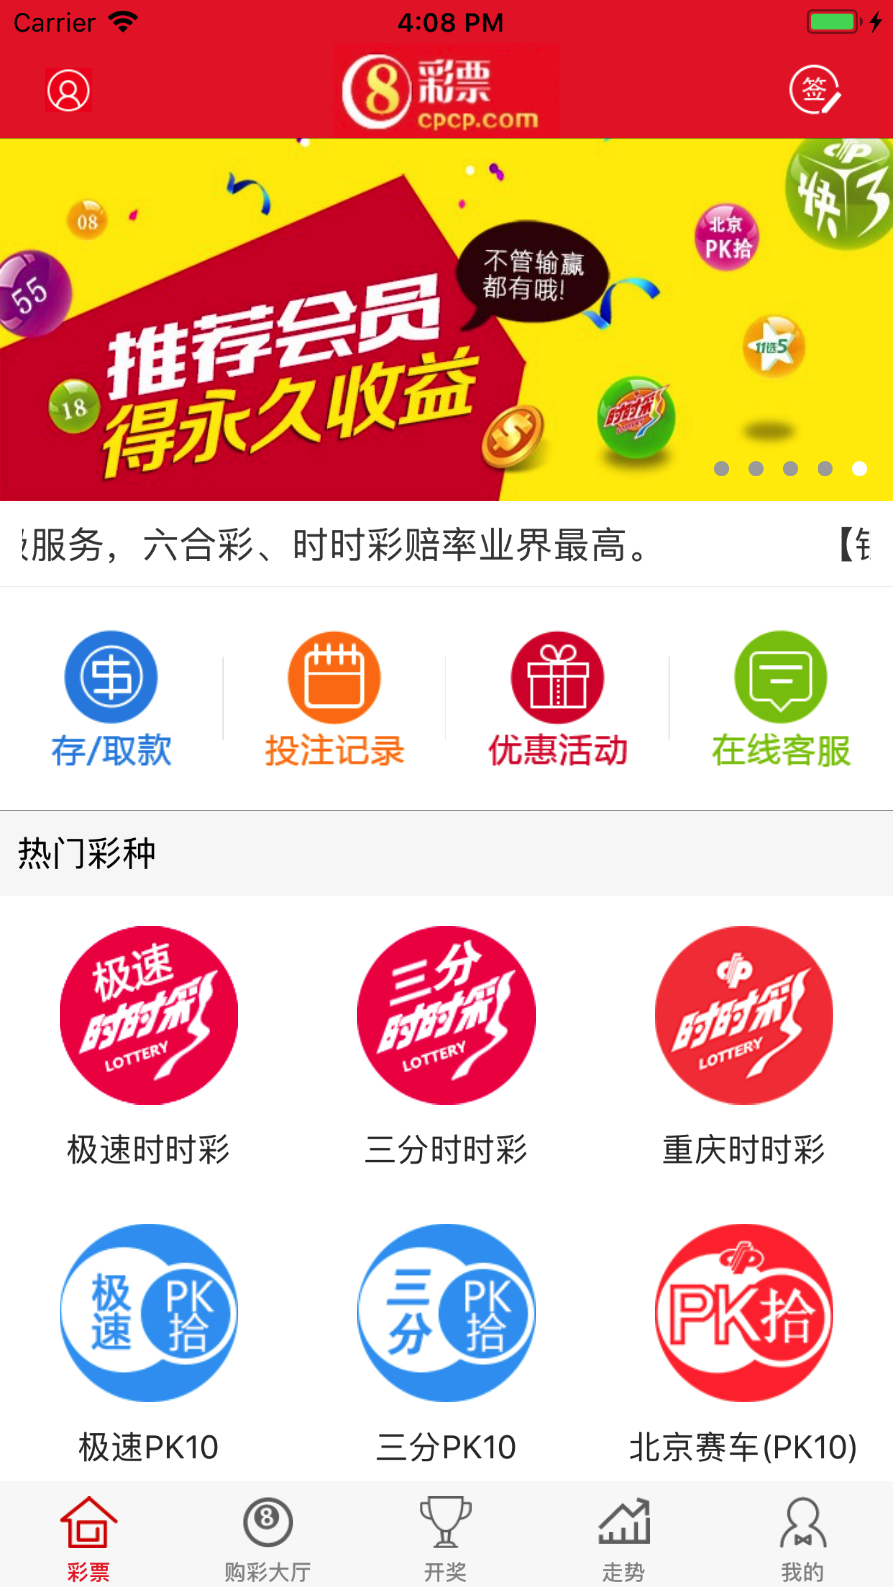 Carrier 4:08 PM
8 彩票
cpcp.com
签
快3
08
北京
PK拾
不管输赢
都有哦!
55
推荐会员
11选5
18
得永久收益
时时彩
服务，六合彩、时时彩赔率业界最高。 【
存/取款 投注记录 优惠活动 在线客服
热门彩种
极速
时时彩
LOTTERY
三分
时时彩
LOTTERY
时时彩
LOTTERY
极速时时彩 三分时时彩 重庆时时彩
极速 PK拾
三分 PK拾
PK拾
极速PK10 三分PK10 北京赛车(PK10)
8
彩票 购彩大厅 开奖 走势 我的